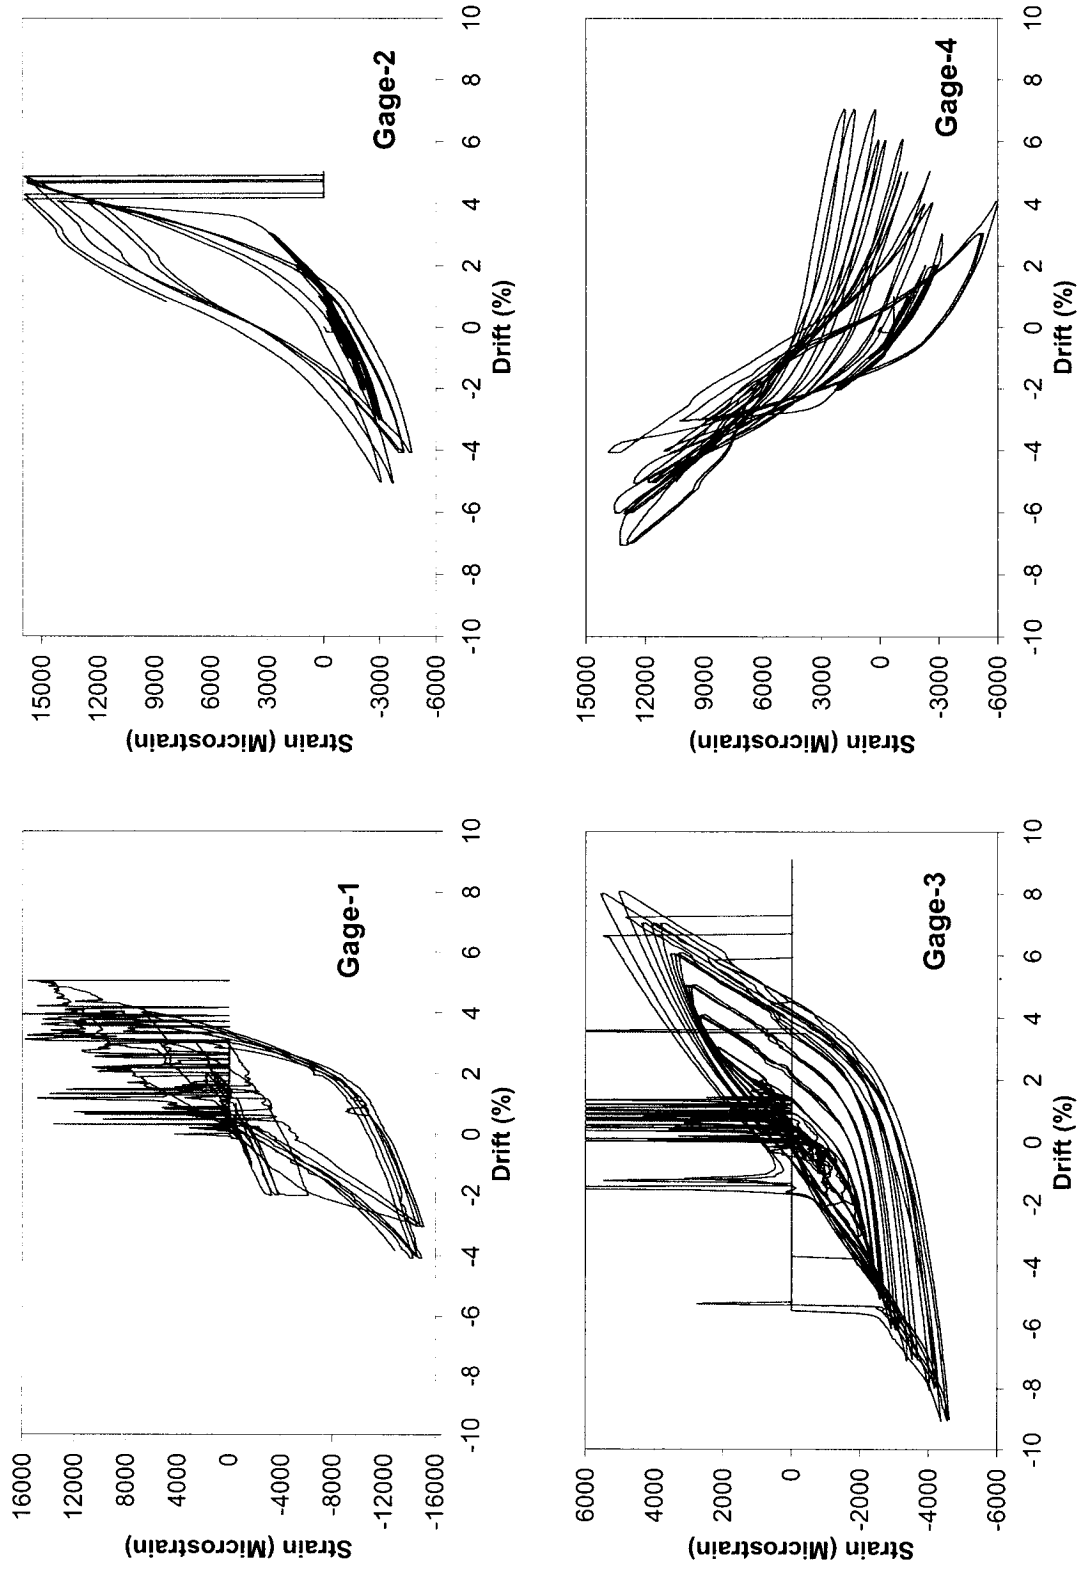 Strain (Microstrain)
16000
12000
8000
4000
0
-4000
-8000
-12000
-16000
Gage-1
-10 -8 -6 -4 -2 0 2 4 6 8 10
Drift (%)
Strain (Microstrain)
15000
12000
9000
6000
3000
0
-3000
-6000
Gage-2
-10 -8 -6 -4 -2 0 2 4 6 8 10
Drift (%)
Strain (Microstrain)
6000
4000
2000
0
-2000
-4000
-6000
Gage-3
-10 -8 -6 -4 -2 0 2 4 6 8 10
Drift (%)
Strain (Microstrain)
15000
12000
9000
6000
3000
0
-3000
-6000
Gage-4
-10 -8 -6 -4 -2 0 2 4 6 8 10
Drift (%)